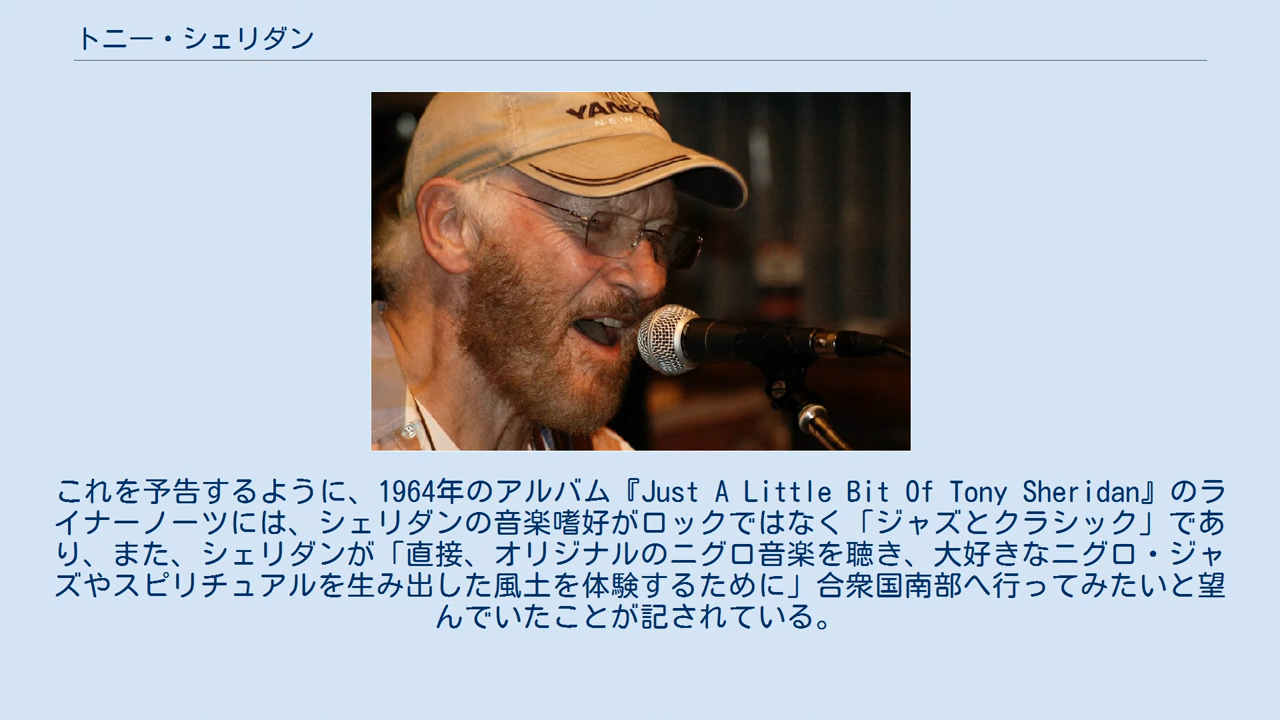 トニー・シェリダン
YANKE
NEW
これを予告するように、1964年のアルバム『Just A Little Bit Of Tony Sheridan』のラ
イナーノーツには、シェリダンの音楽嗜好がロックではなく「ジャズとクラシック」であ
り、また、シェリダンが「直接、オリジナルのニグロ音楽を聴き、大好きなニグロ・ジャ
ズやスピリチュアルを生み出した風土を体験するために」合衆国南部へ行ってみたいと望
んでいたことが記されている。